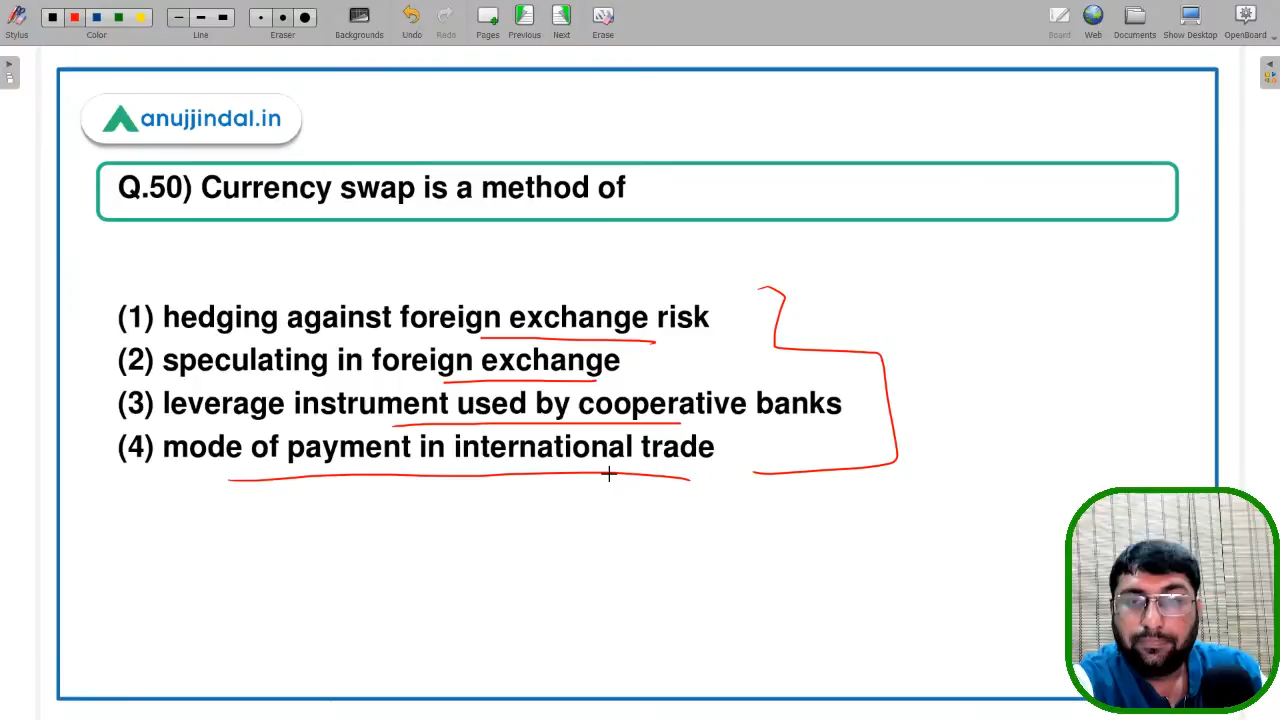 Stylus
Color
Line
Eraser
Backgrounds
Undo
Redo
Pages
Previous
Next
Erase
Board
Web
Documents
Show Desktop
OpenBoard
anujjindal.in
Q.50) Currency swap is a method of
(1) hedging against foreign exchange risk
(2) speculating in foreign exchange
(3) leverage instrument used by cooperative banks
(4) mode of payment in international trade